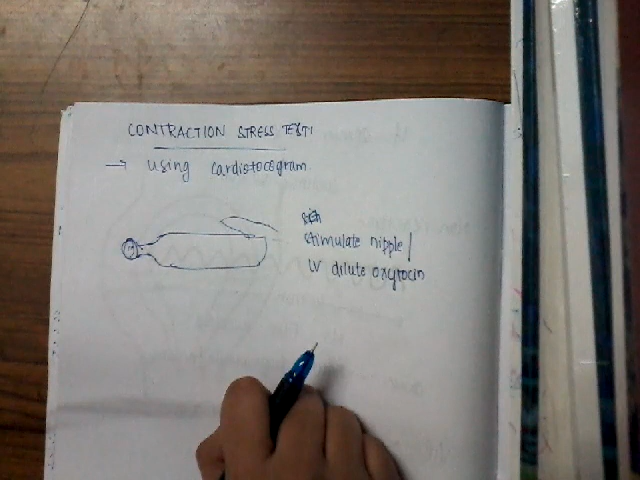 CONTRACTION STRESS TEST
→ using cardiotocogram.
stimulate nipple/
IV dilute oxytocin